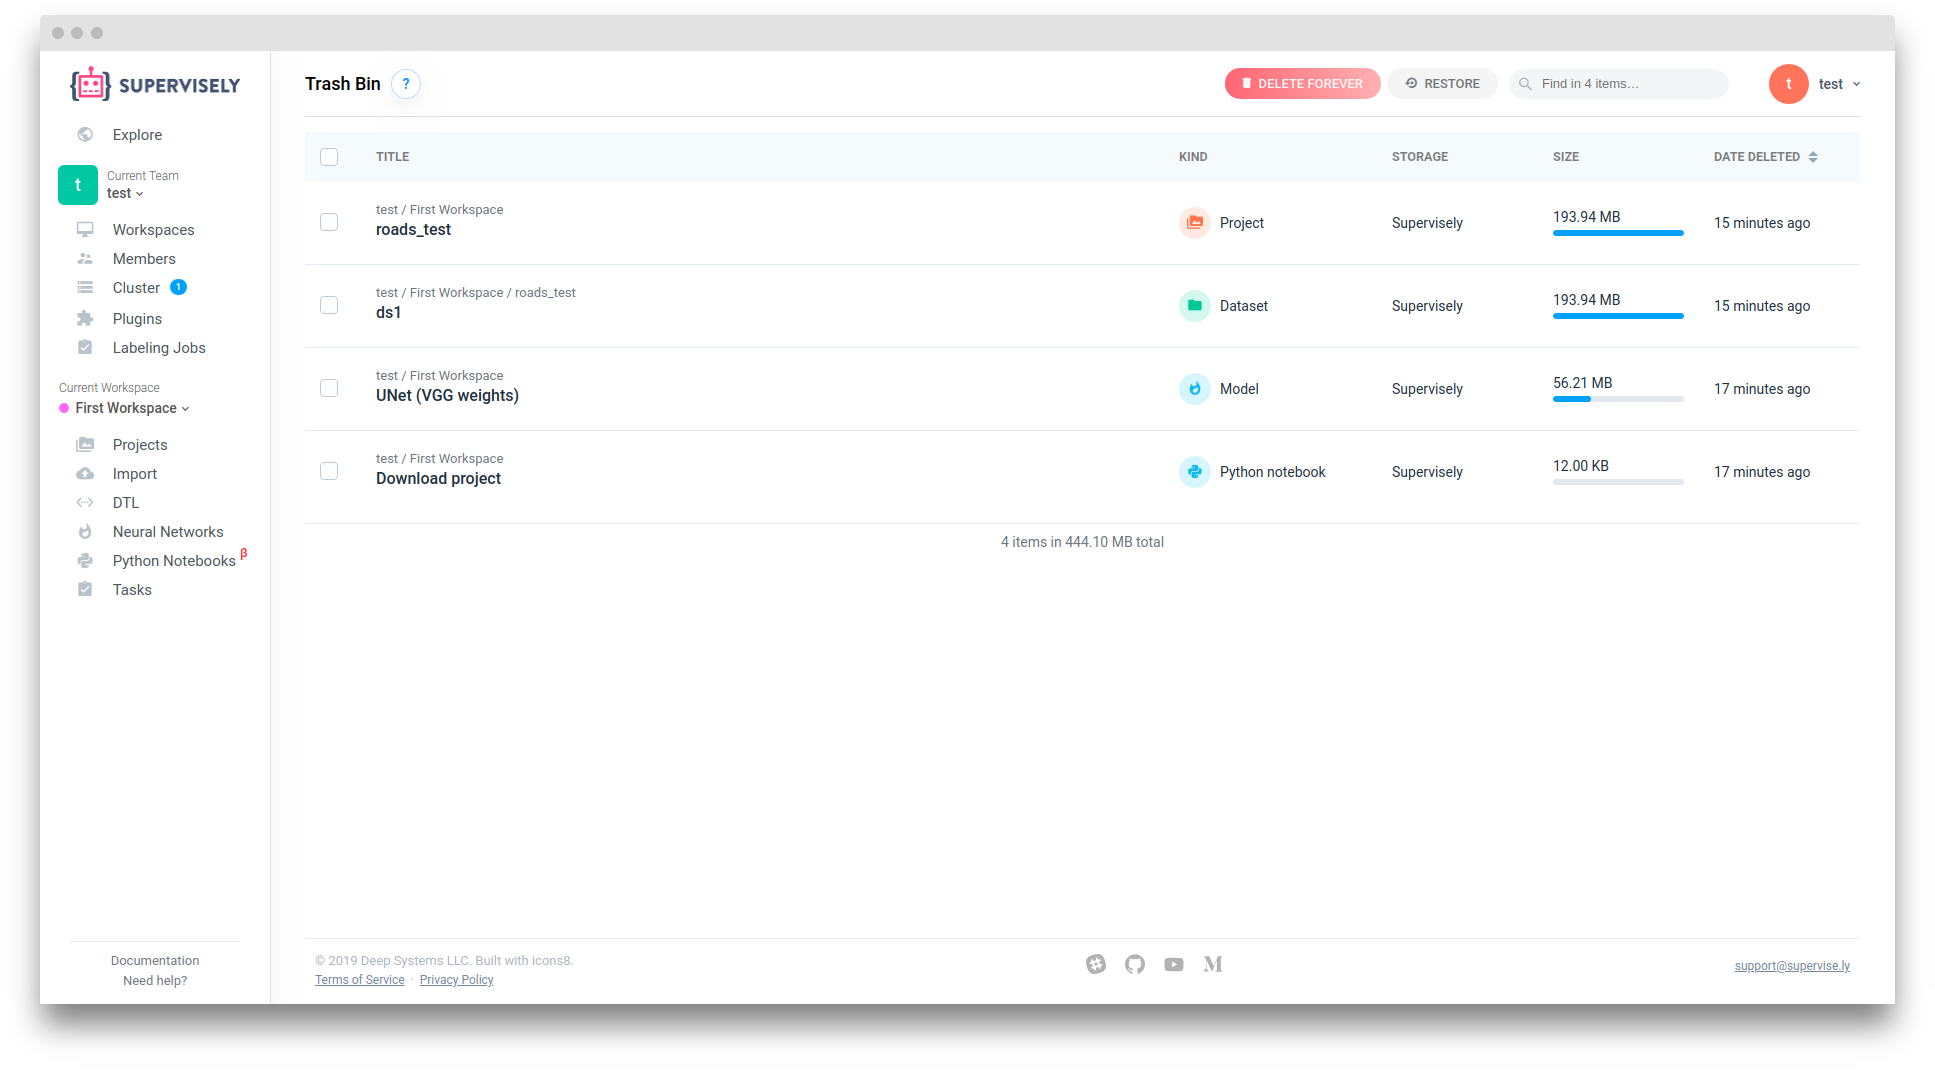 SUPERVISELY
Explore
t
Current Team
test
Workspaces
Members
Cluster 1
Plugins
Labeling Jobs
Current Workspace
First Workspace
Projects
Import
DTL
Neural Networks
Python Notebooks β
Tasks
Documentation
Need help?
Trash Bin ?
DELETE FOREVER RESTORE Find in 4 items… t test
TITLE KIND STORAGE SIZE DATE DELETED
test / First Workspace
roads_test Project Supervisely 193.94 MB 15 minutes ago
test / First Workspace / roads_test
ds1 Dataset Supervisely 193.94 MB 15 minutes ago
test / First Workspace
UNet (VGG weights) Model Supervisely 56.21 MB 17 minutes ago
test / First Workspace
Download project Python notebook Supervisely 12.00 KB 17 minutes ago
4 items in 444.10 MB total
© 2019 Deep Systems LLC. Built with icons8.
Terms of Service · Privacy Policy
support@supervise.ly